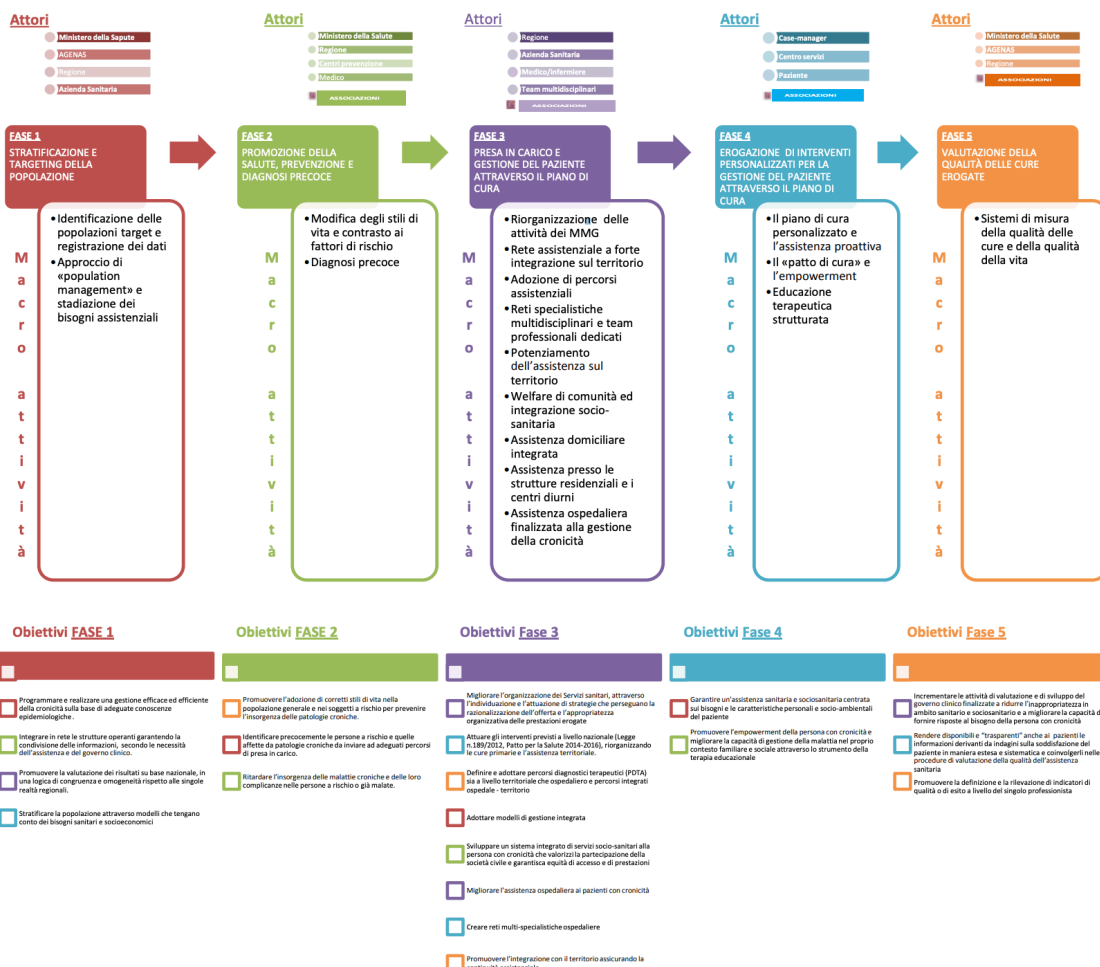 Attori
Ministero della Sapute
AGENAS
Regione
Azienda Sanitaria
Attori
Ministero della Salute
Regione
Centri prevenzione
Medico
ASSOCIAZIONI
Attori
Regione
Azienda Sanitaria
Medico/infermiere
Team multidisciplinari
ASSOCIAZIONI
Attori
Case-manager
Centro servizi
Paziente
ASSOCIAZIONI
Attori
Ministero della Salute
AGENAS
Regione
ASSOCIAZIONI
FASE 1
STRATIFICAZIONE E
TARGETING DELLA
POPOLAZIONE
FASE 2
PROMOZIONE DELLA
SALUTE, PREVENZIONE E
DIAGNOSI PRECOCE
FASE 3
PRESA IN CARICO E
GESTIONE DEL PAZIENTE
ATTRAVERSO IL PIANO DI
CURA
FASE 4
EROGAZIONE DI INTERVENTI
PERSONALIZZATI PER LA
GESTIONE DEL PAZIENTE
ATTRAVERSO IL PIANO DI
CURA
FASE 5
VALUTAZIONE DELLA
QUALITÀ DELLE CURE
EROGATE
Macro attività
• Identificazione delle
popolazioni target e
registrazione dei dati
• Approccio di
«population
management» e
stadiazione dei
bisogni assistenziali
Macro attività
• Modifica degli stili di
vita e contrasto ai
fattori di rischio
• Diagnosi precoce
Macro attività
• Riorganizzazione delle
attività dei MMG
• Rete assistenziale a forte
integrazione sul territorio
• Adozione di percorsi
assistenziali
• Reti specialistiche
multidisciplinari e team
professionali dedicati
• Potenziamento
dell'assistenza sul
territorio
• Welfare di comunità ed
integrazione socio-
sanitaria
• Assistenza domiciliare
integrata
• Assistenza presso le
strutture residenziali e i
centri diurni
• Assistenza ospedaliera
finalizzata alla gestione
della cronicità
Macro attività
• Il piano di cura
personalizzato e
l'assistenza proattiva
• Il «patto di cura» e
l'empowerment
• Educazione
terapeutica
strutturata
Macro attività
• Sistemi di misura
della qualità delle
cure e della qualità
della vita
Obiettivi FASE 1
Programmare e realizzare una gestione efficace ed efficiente
della cronicità sulla base di adeguate conoscenze
epidemiologiche .
Integrare in rete le strutture operanti garantendo la
condivisione delle informazioni, secondo le necessità
dell'assistenza e del governo clinico.
Promuovere la valutazione dei risultati su base nazionale, in
una logica di congruenza e omogeneità rispetto alle singole
realtà regionali.
Stratificare la popolazione attraverso modelli che tengano
conto dei bisogni sanitari e socioeconomici
Obiettivi FASE 2
Promuovere l'adozione di corretti stili di vita nella
popolazione generale e nei soggetti a rischio per prevenire
l'insorgenza delle patologie croniche.
Identificare precocemente le persone a rischio e quelle
affette da patologie croniche da inviare ad adeguati percorsi
di presa in carico.
Ritardare l'insorgenza delle malattie croniche e delle loro
complicanze nelle persone a rischio o già malate.
Obiettivi Fase 3
Migliorare l'organizzazione dei Servizi sanitari, attraverso
l'individuazione e l'attuazione di strategie che perseguano la
razionalizzazione dell'offerta e l'appropriatezza
organizzativa delle prestazioni erogate
Attuare gli interventi previsti a livello nazionale (Legge
n.189/2012, Patto per la Salute 2014-2016), riorganizzando
le cure primarie e l'assistenza territoriale.
Definire e adottare percorsi diagnostici terapeutici (PDTA)
sia a livello territoriale che ospedaliero e percorsi integrati
ospedale - territorio
Adottare modelli di gestione integrata
Sviluppare un sistema integrato di servizi socio-sanitari alla
persona con cronicità che valorizzi la partecipazione della
società civile e garantisca equità di accesso e di prestazioni
Migliorare l'assistenza ospedaliera ai pazienti con cronicità
Creare reti multi-specialistiche ospedaliere
Promuovere l'integrazione con il territorio assicurando la
Obiettivi Fase 4
Garantire un'assistenza sanitaria e sociosanitaria centrata
sui bisogni e le caratteristiche personali e socio-ambientali
del paziente
Promuovere l'empowerment della persona con cronicità e
migliorare la capacità di gestione della malattia nel proprio
contesto familiare e sociale attraverso lo strumento della
terapia educazionale
Obiettivi Fase 5
Incrementare le attività di valutazione e di sviluppo del
governo clinico finalizzate a ridurre l'inappropriatezza in
ambito sanitario e sociosanitario e a migliorare la capacità d
fornire risposte al bisogno della persona con cronicità
Rendere disponibili e "trasparenti" anche ai pazienti le
informazioni derivanti da indagini sulla soddisfazione del
paziente in maniera estesa e sistematica e coinvolgerli nelle
procedure di valutazione della qualità dell'assistenza
sanitaria
Promuovere la definizione e la rilevazione di indicatori di
qualità o di esito a livello del singolo professionista